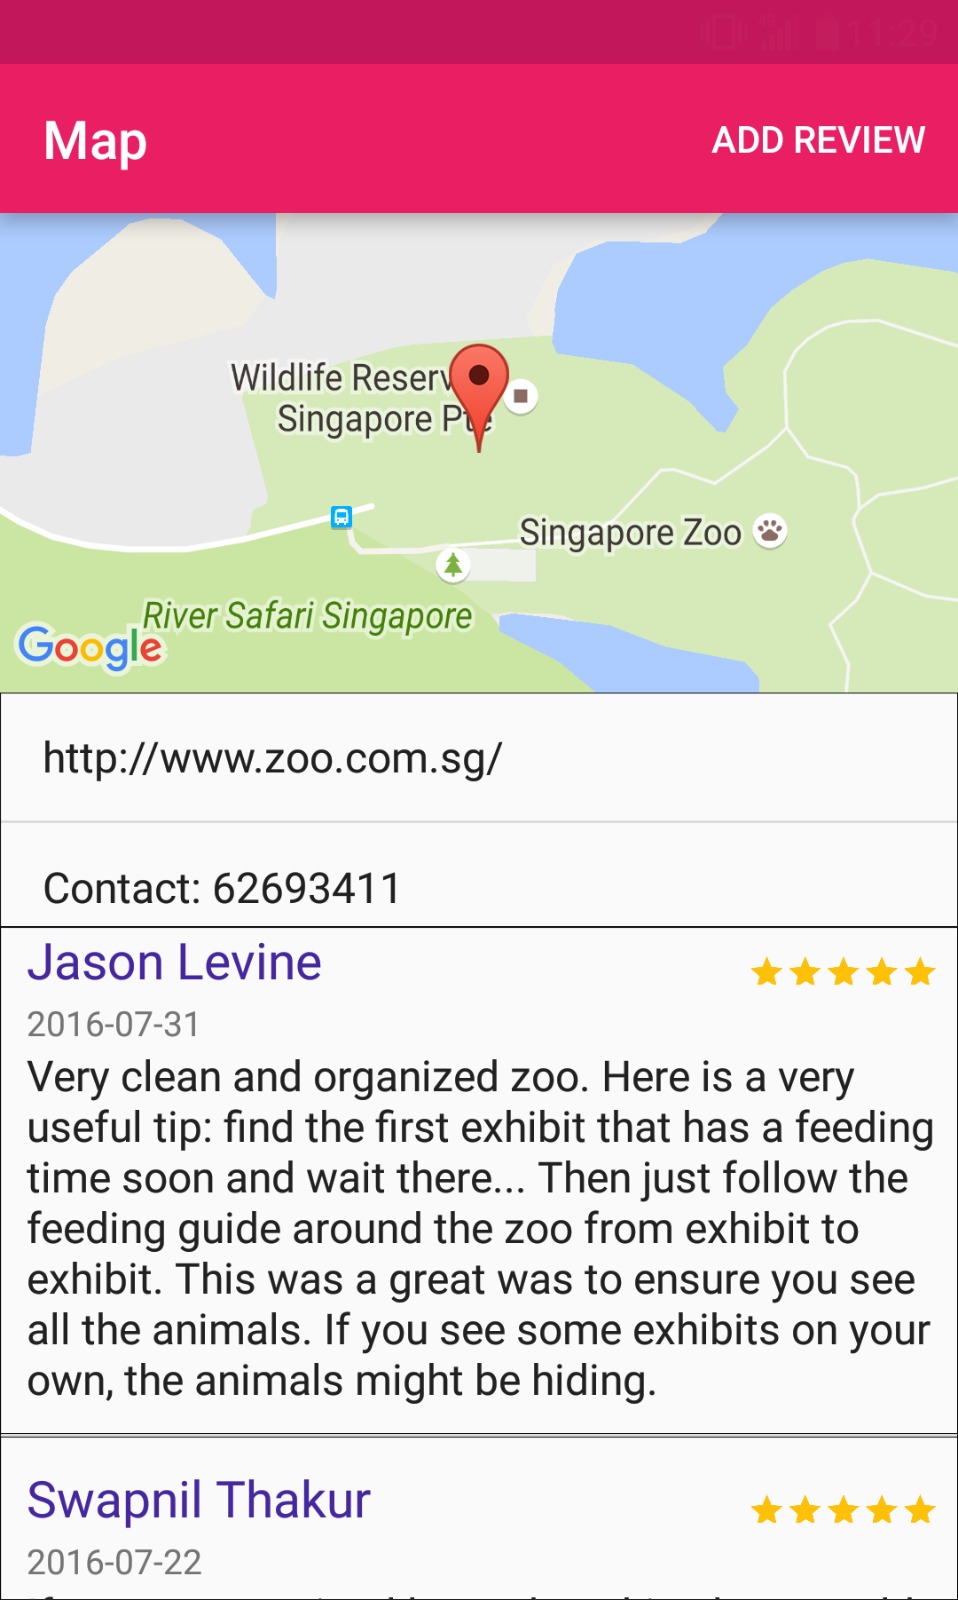 11:29
Map
ADD REVIEW
Wildlife Reserv
Singapore Pte
Singapore Zoo
River Safari Singapore
Google
http://www.zoo.com.sg/
Contact: 62693411
Jason Levine
2016-07-31
Very clean and organized zoo. Here is a very
useful tip: find the first exhibit that has a feeding
time soon and wait there... Then just follow the
feeding guide around the zoo from exhibit to
exhibit. This was a great was to ensure you see
all the animals. If you see some exhibits on your
own, the animals might be hiding.
Swapnil Thakur
2016-07-22